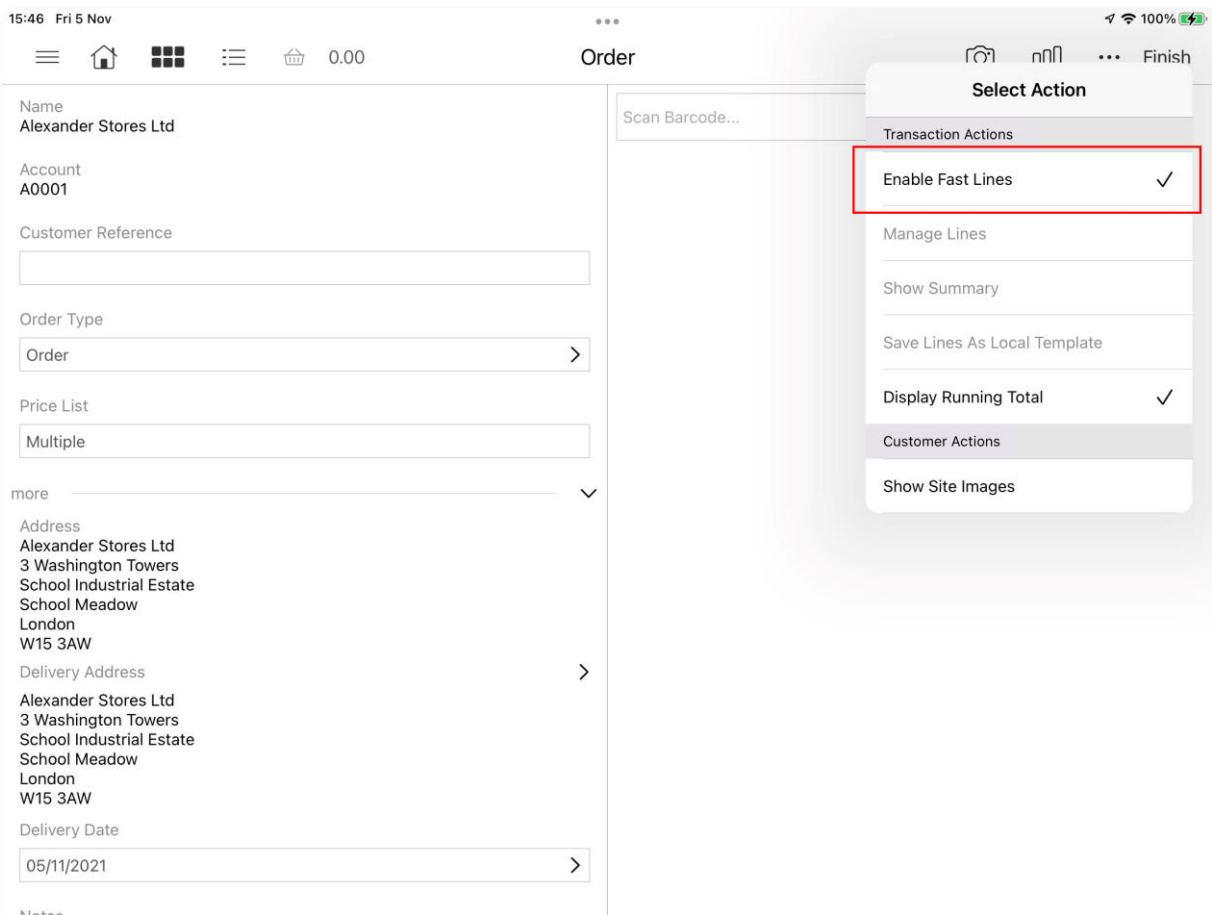 15:46 Fri 5 Nov
100%
0.00
Order
Finish
Name
Alexander Stores Ltd
Account
A0001
Customer Reference
Order Type
Order
Price List
Multiple
more
Address
Alexander Stores Ltd
3 Washington Towers
School Industrial Estate
School Meadow
London
W15 3AW
Delivery Address
Alexander Stores Ltd
3 Washington Towers
School Industrial Estate
School Meadow
London
W15 3AW
Delivery Date
05/11/2021
Notes
Scan Barcode...
Select Action
Transaction Actions
Enable Fast Lines
Manage Lines
Show Summary
Save Lines As Local Template
Display Running Total
Customer Actions
Show Site Images